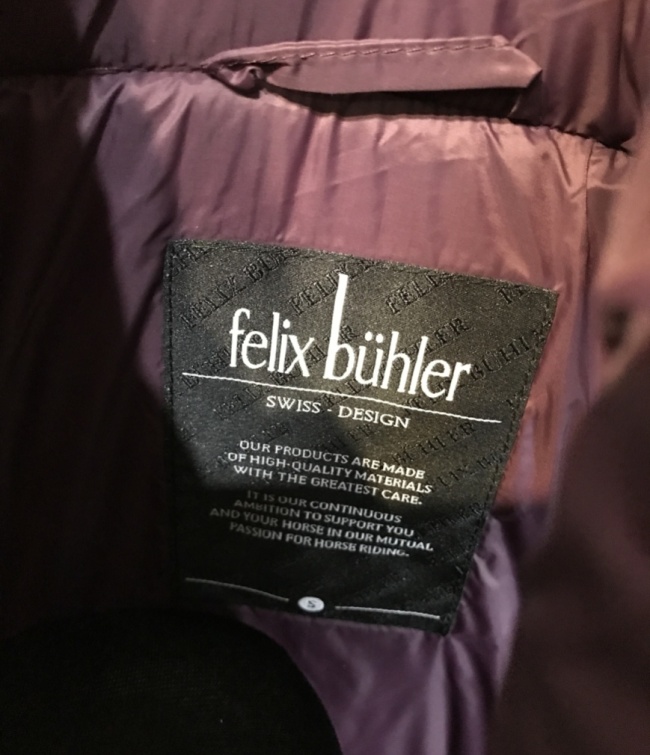 felix bühler
SWISS - DESIGN
OUR PRODUCTS ARE MADE
OF HIGH-QUALITY MATERIALS
WITH THE GREATEST CARE.
IT IS OUR CONTINUOUS
AMBITION TO SUPPORT YOU
AND YOUR HORSE IN OUR MUTUAL
PASSION FOR HORSE RIDING.
S